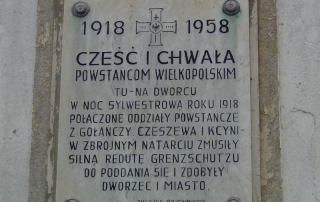 1918 1958
CZEŚĆ I CHWAŁA
POWSTAŃCOM WIELKOPOLSKIM
TU-NA DWORCU
W NOC SYLWESTROWĄ ROKU 1918
POŁĄCZONE ODDZIAŁY POWSTAŃCZE
Z GOŁAŃCZY, CZESZEWA I KCYNI-
W ZBROJNYM NATARCIU ZMUSIŁY
SILNĄ REDUTĘ GRENZSCHUTZU
DO PODDANIA SIĘ I ZDOBYŁY
DWORZEC I MIASTO.